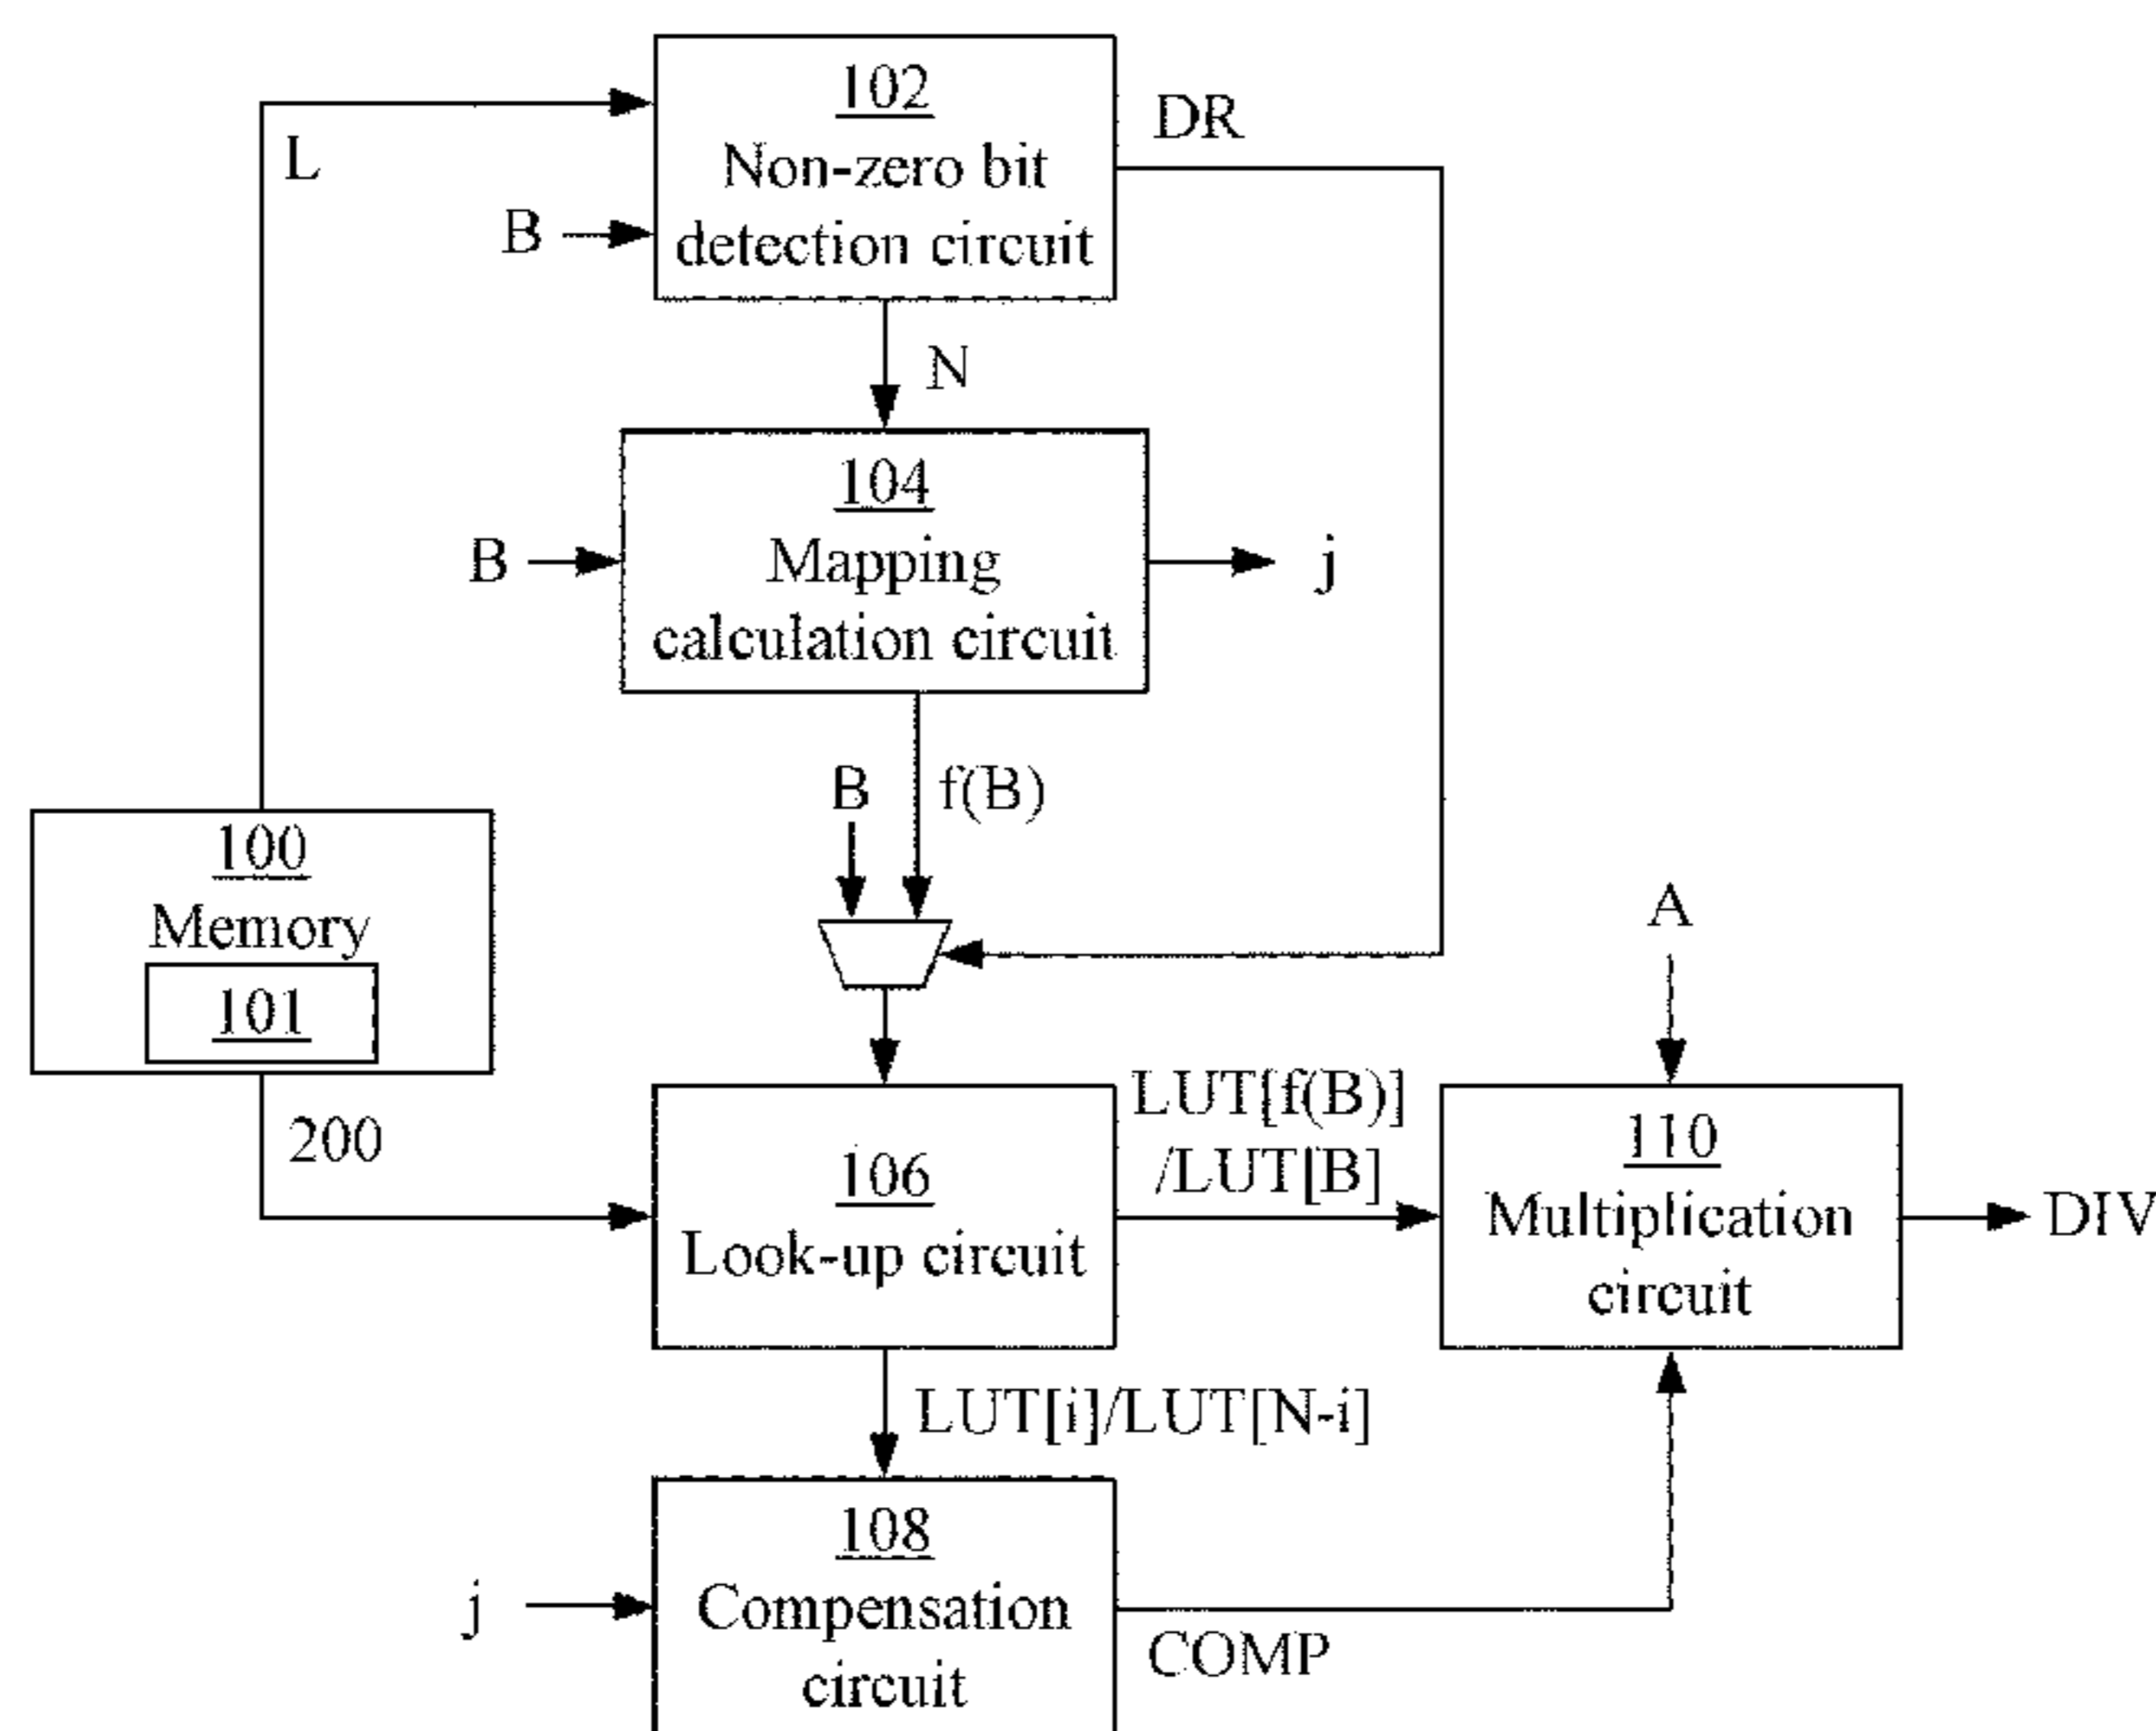 102
Non-zero bit
detection circuit
L
B
DR
N
104
Mapping
calculation circuit
B
j
B
f(B)
100
Memory
101
200
A
106
Look-up circuit
LUT[f(B)]
/LUT[B]
110
Multiplication
circuit
DIV
LUT[i]/LUT[N-i]
108
Compensation
circuit
j
COMP